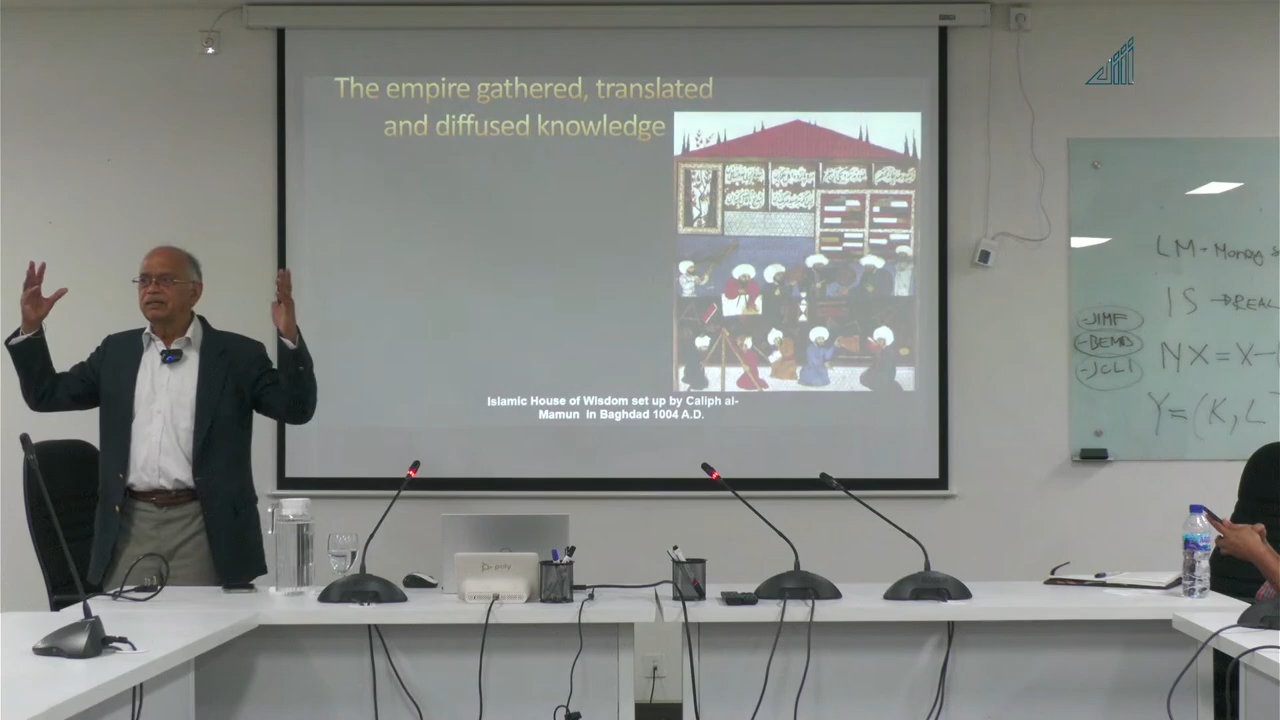 The empire gathered, translated
and diffused knowledge
Islamic House of Wisdom set up by Caliph al-
Mamun in Baghdad 1004 A.D.
LM - Money
IS → REAL
NX = X -
Y = (K, L
-JIMF
-BEMD
-JCLI
poly